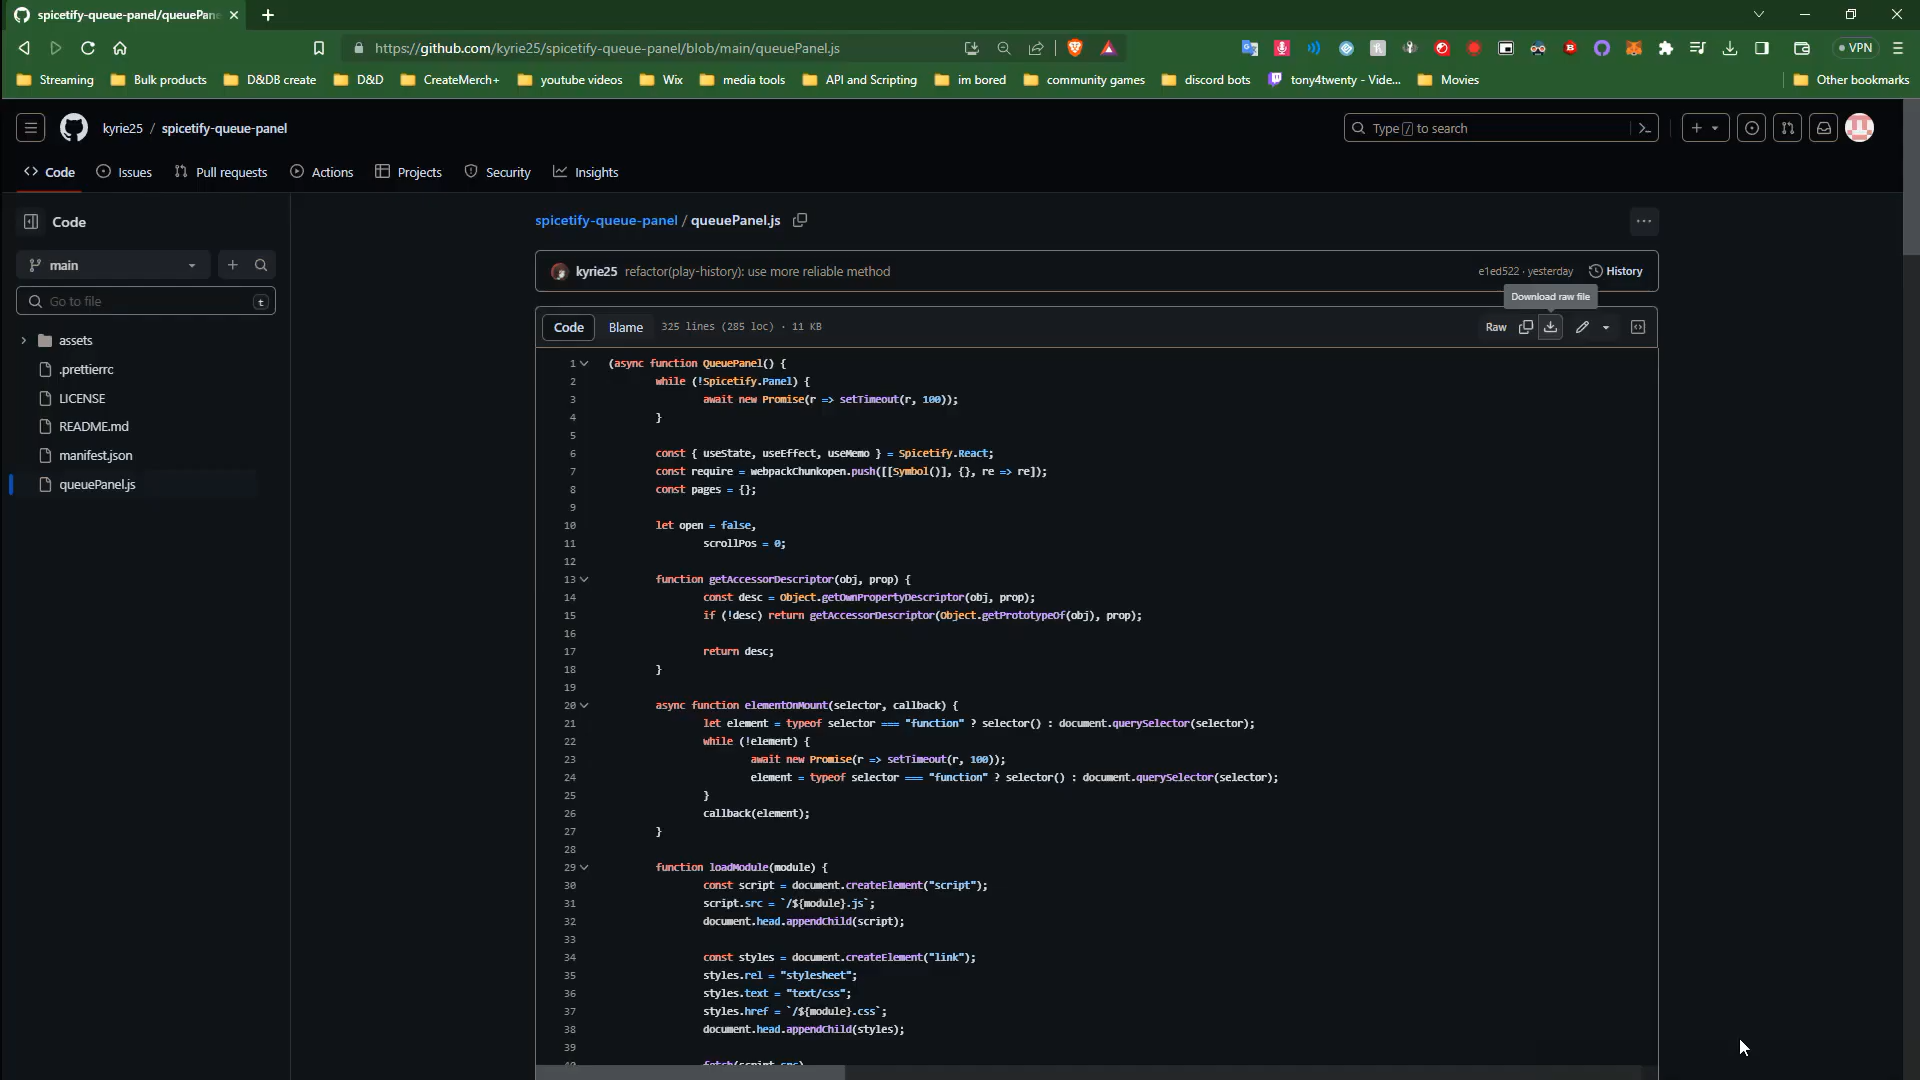 spicetify-queue-panel/queuePane
https://github.com/kyrie25/spicetify-queue-panel/blob/main/queuePanel.js
VPN
Streaming
Bulk products
D&DB create
D&D
CreateMerch+
youtube videos
Wix
media tools
API and Scripting
im bored
community games
discord bots
tony4twenty - Vide...
Movies
Other bookmarks
kyrie25 / spicetify-queue-panel
Type / to search
Code
Issues
Pull requests
Actions
Projects
Security
Insights
Code
main
Go to file
t
assets
.prettierrc
LICENSE
README.md
manifest.json
queuePanel.js
spicetify-queue-panel / queuePanel.js
kyrie25 refactor(play-history): use more reliable method
e1ed522 · yesterday
History
Download raw file
Code
Blame
325 lines (285 loc) · 11 KB
Raw
1 (async function QueuePanel() {
2 while (!Spicetify.Panel) {
3 await new Promise(r => setTimeout(r, 100));
4 }
5
6 const { useState, useEffect, useMemo } = Spicetify.React;
7 const require = webpackChunkopen.push([[Symbol()], {}, re => re]);
8 const pages = {};
9
10 let open = false,
11 scrollPos = 0;
12
13 function getAccessorDescriptor(obj, prop) {
14 const desc = Object.getOwnPropertyDescriptor(obj, prop);
15 if (!desc) return getAccessorDescriptor(Object.getPrototypeOf(obj), prop);
16
17 return desc;
18 }
19
20 async function elementOnMount(selector, callback) {
21 let element = typeof selector === "function" ? selector() : document.querySelector(selector);
22 while (!element) {
23 await new Promise(r => setTimeout(r, 100));
24 element = typeof selector === "function" ? selector() : document.querySelector(selector);
25 }
26 callback(element);
27 }
28
29 function loadModule(module) {
30 const script = document.createElement("script");
31 script.src = `/${module}.js`;
32 document.head.appendChild(script);
33
34 const styles = document.createElement("link");
35 styles.rel = "stylesheet";
36 styles.text = "text/css";
37 styles.href = `/${module}.css`;
38 document.head.appendChild(styles);
39